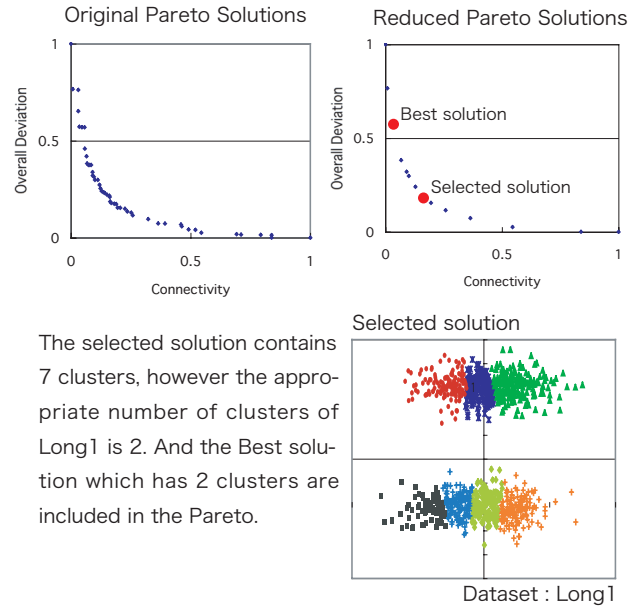 Original Pareto Solutions
1
0.5
0
0
0.5
1
Overall Deviation
Connectivity
Reduced Pareto Solutions
1
0.5
0
0
0.5
1
Overall Deviation
Connectivity
Best solution
Selected solution
The selected solution contains
7 clusters, however the appro-
priate number of clusters of
Long1 is 2. And the Best solu-
tion which has 2 clusters are
included in the Pareto.
Selected solution
Dataset : Long1